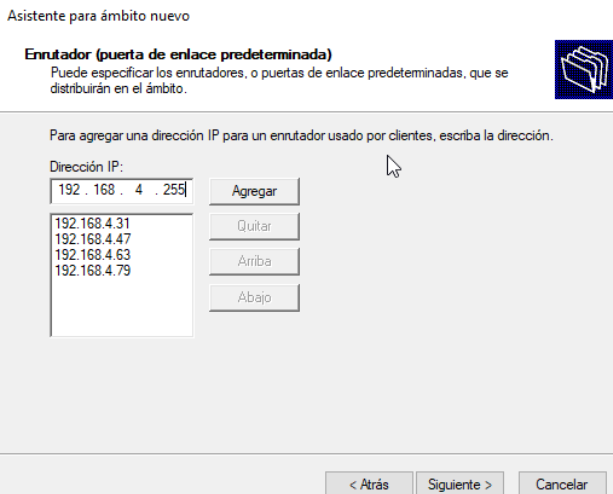 Asistente para ámbito nuevo
Enrutador (puerta de enlace predeterminada)
Puede especificar los enrutadores, o puertas de enlace predeterminadas, que se
distribuirán en el ámbito.
Para agregar una dirección IP para un enrutador usado por clientes, escriba la dirección.
Dirección IP:
192 . 168 . 4 . 255
Agregar
192.168.4.31
192.168.4.47
192.168.4.63
192.168.4.79
Quitar
Arriba
Abajo
< Atrás
Siguiente >
Cancelar